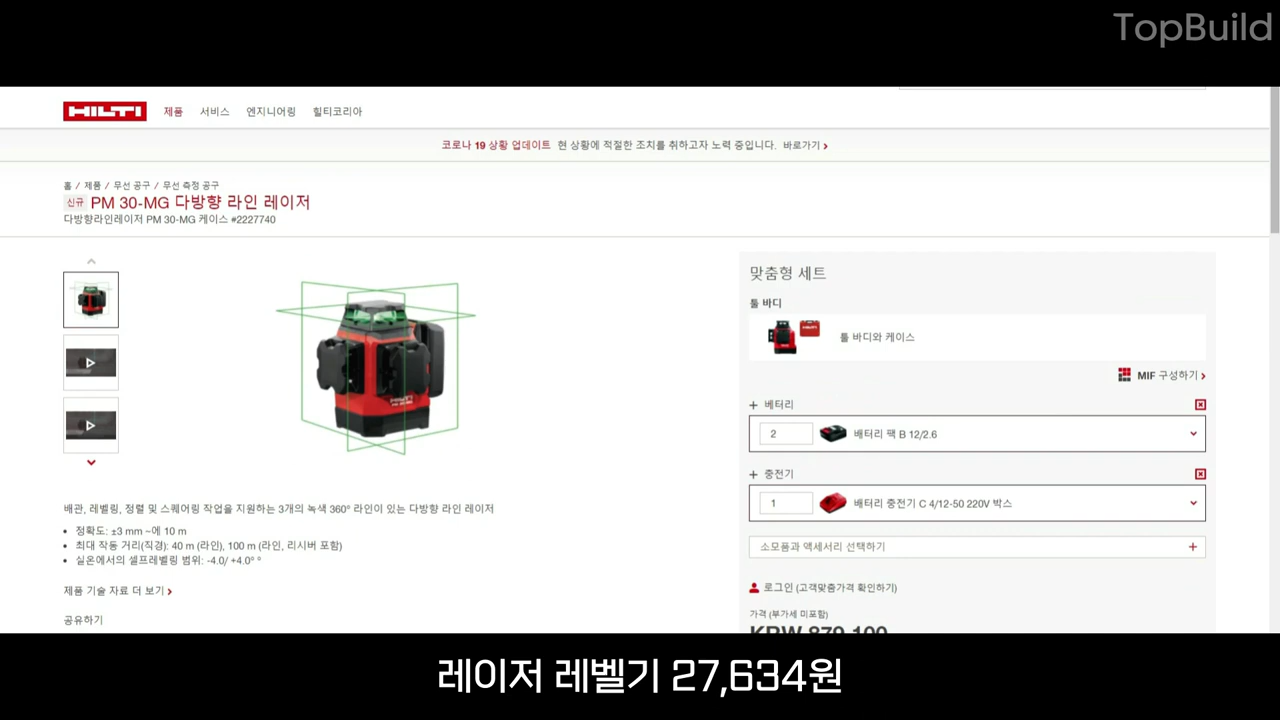 TopBuild
HILTI 제품 서비스 엔지니어링 힐티코리아
코로나 19 상황 업데이트 현 상황에 적절한 조치를 취하고자 노력 중입니다. 바로가기
홈 / 제품 / 무선 공구 / 무선 측정 공구
신규 PM 30-MG 다방향 라인 레이저
다방향라인레이저 PM 30-MG 케이스 #2227740
맞춤형 세트
툴 바디
툴 바디와 케이스
MIF 구성하기
+ 베터리
2 배터리 팩 B 12/2.6
+ 충전기
1 배터리 충전기 C 4/12-50 220V 박스
소모품과 액세서리 선택하기 +
로그인 (고객맞춤가격 확인하기)
가격 (부가세 미포함)
KRW 879,100
배관, 레벨링, 정렬 및 스퀘어링 작업을 지원하는 3개의 녹색 360° 라인이 있는 다방향 라인 레이저
• 정확도: ±3 mm ~에 10 m
• 최대 작동 거리(직경): 40 m (라인), 100 m (라인, 리시버 포함)
• 실온에서의 셀프레벨링 범위: -4.0/ +4.0° °
제품 기술 자료 더 보기
공유하기
레이저 레벨기 27,634원